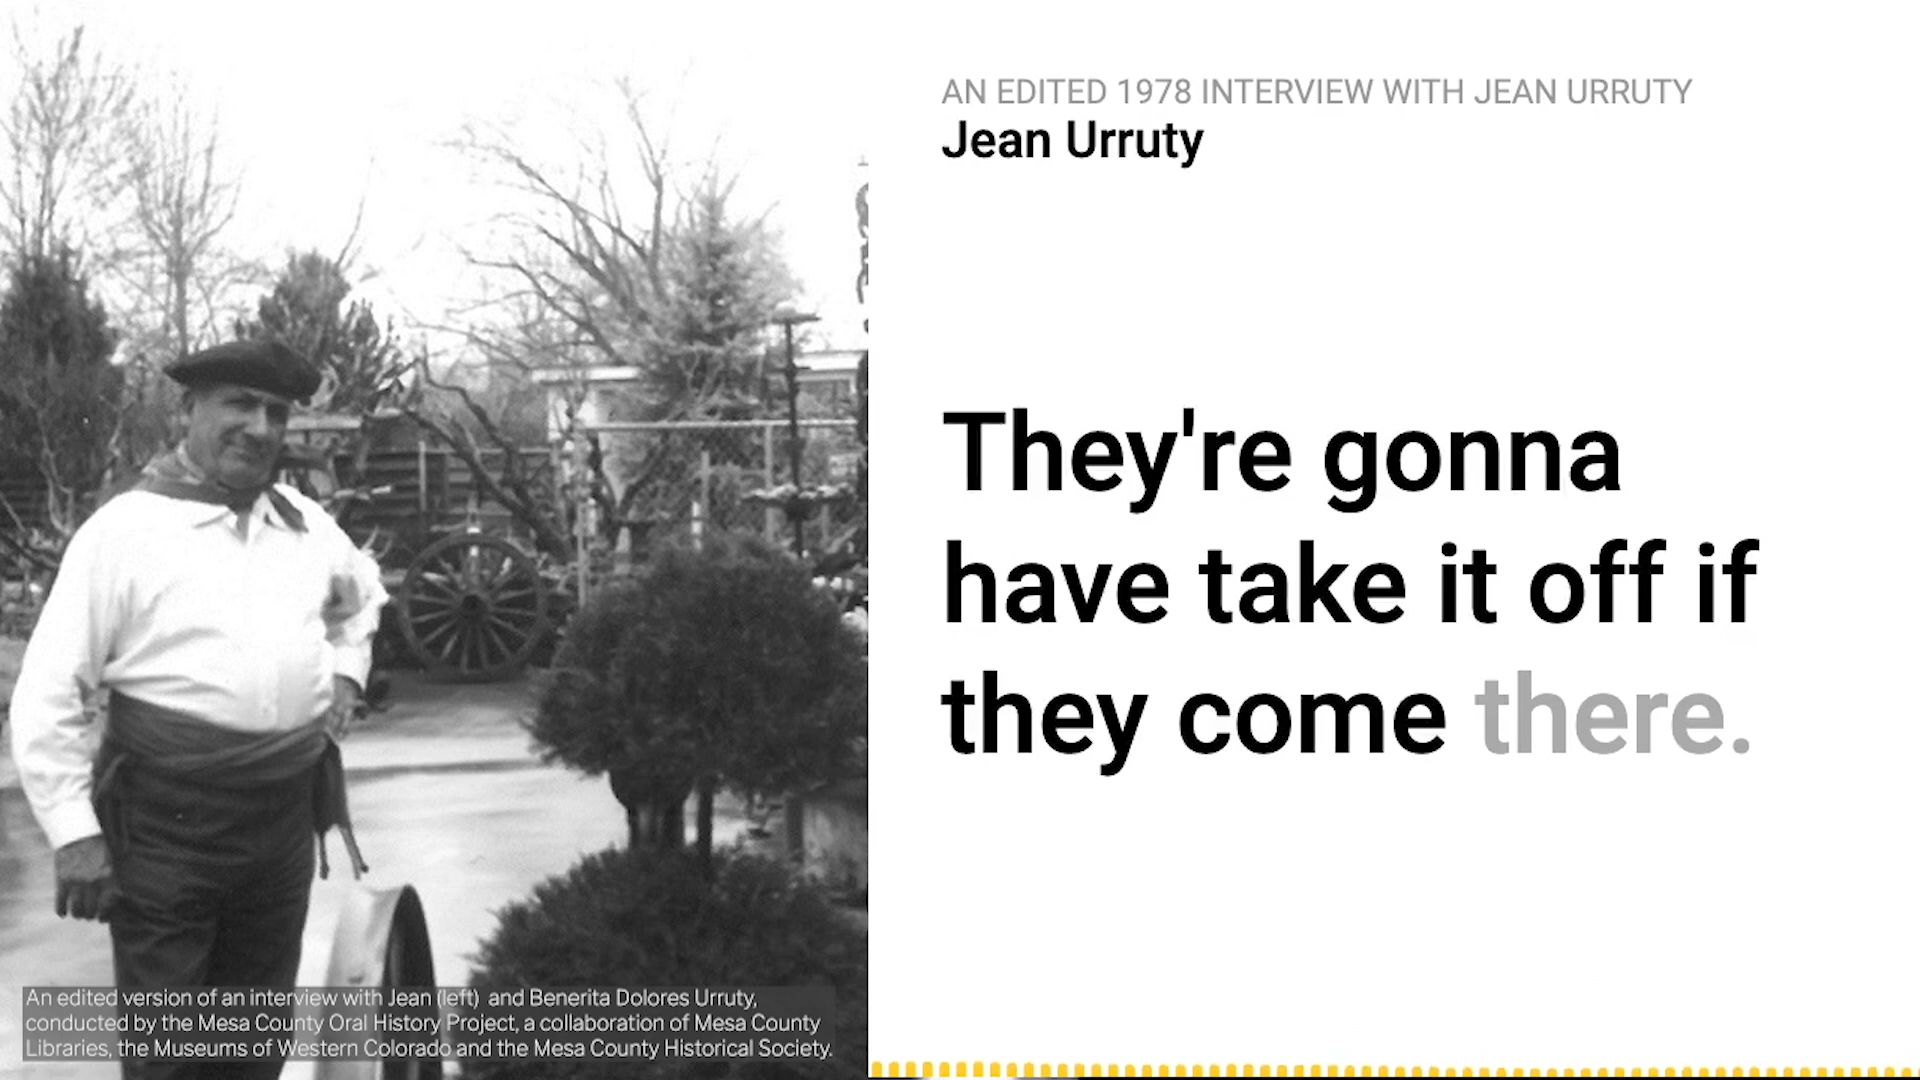 AN EDITED 1978 INTERVIEW WITH JEAN URRUTY
Jean Urruty
They're gonna
have take it off if
they come there.
An edited version of an interview with Jean (left) and Benerita Dolores Urruty,
conducted by the Mesa County Oral History Project, a collaboration of Mesa County
Libraries, the Museums of Western Colorado and the Mesa County Historical Society.